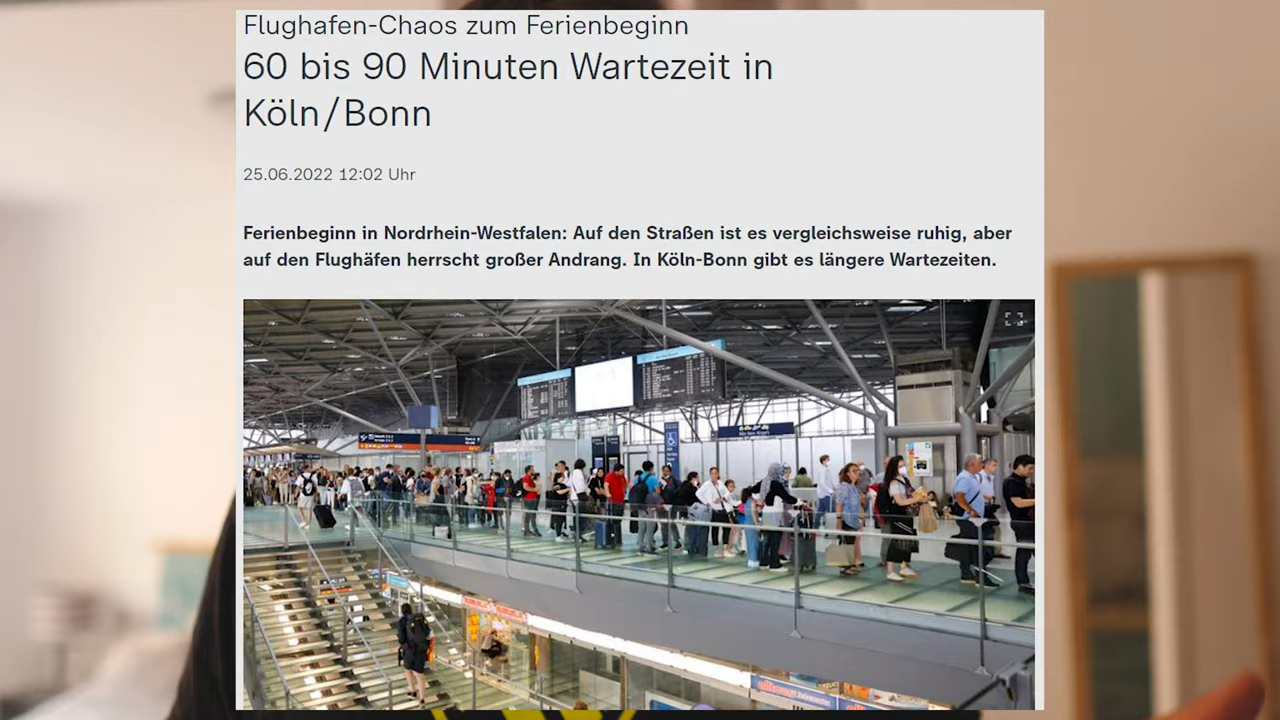 Flughafen-Chaos zum Ferienbeginn
60 bis 90 Minuten Wartezeit in
Köln/Bonn
25.06.2022 12:02 Uhr
Ferienbeginn in Nordrhein-Westfalen: Auf den Straßen ist es vergleichsweise ruhig, aber
auf den Flughäfen herrscht großer Andrang. In Köln-Bonn gibt es längere Wartezeiten.